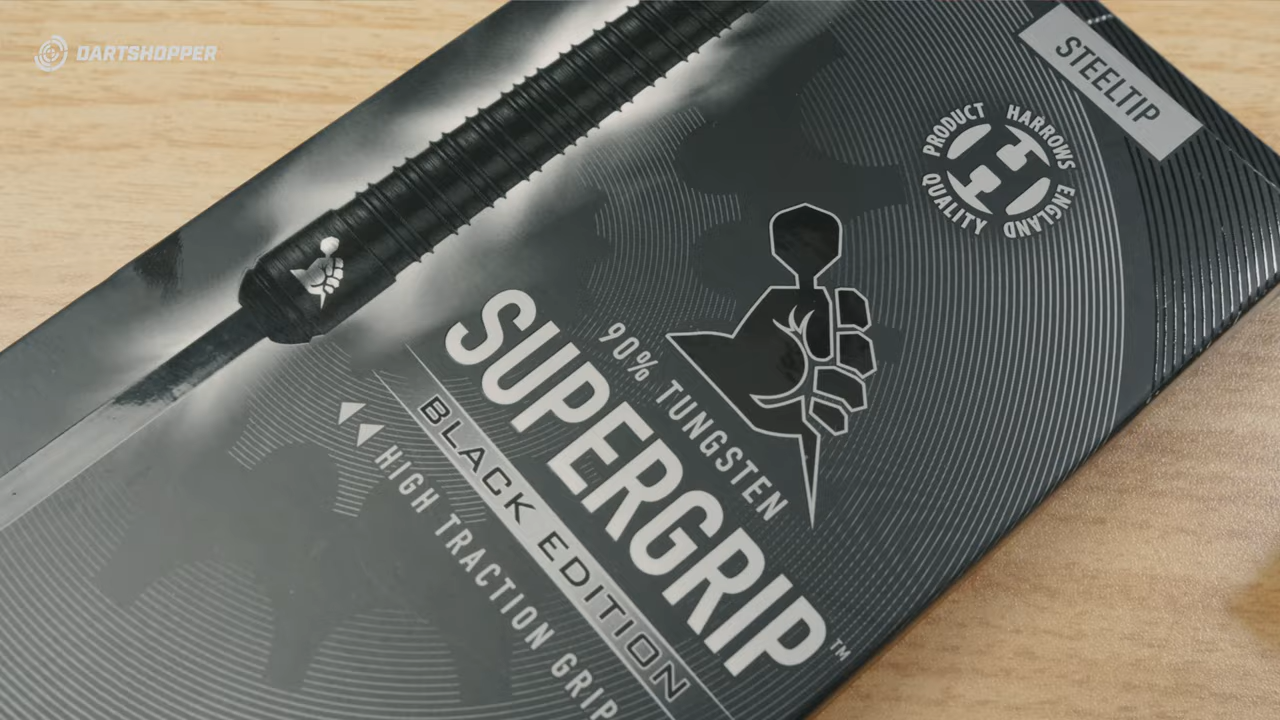 DARTSHOPPER
STEELTIP
PRODUCT HARROWS
QUALITY ENGLAND
90% TUNGSTEN
SUPERGRIP™
BLACK EDITION
HIGH TRACTION GRIP